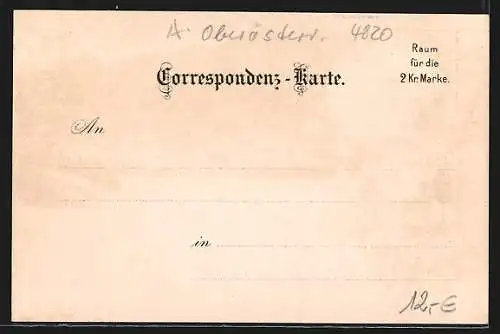 A. Oberösterr. 4820
Raum
für die
2 Kr. Marke.
Correspondenz-Karte.
An
in
12,-€